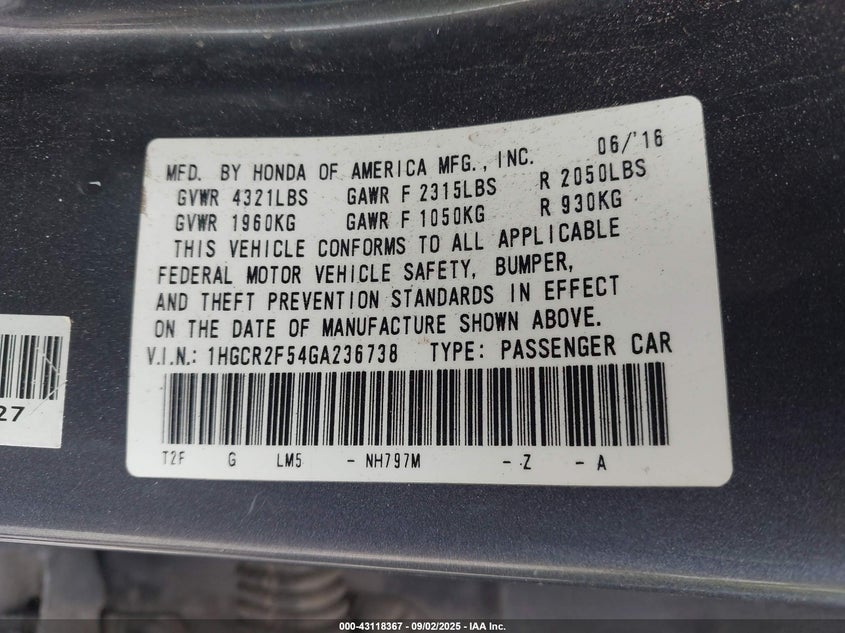 MFD. BY HONDA OF AMERICA MFG., INC. 06/'16
GVWR 4321LBS GAWR F 2315LBS R 2050LBS
GVWR 1960KG GAWR F 1050KG R 930KG
THIS VEHICLE CONFORMS TO ALL APPLICABLE
FEDERAL MOTOR VEHICLE SAFETY, BUMPER,
AND THEFT PREVENTION STANDARDS IN EFFECT
ON THE DATE OF MANUFACTURE SHOWN ABOVE.
V.I.N.: 1HGCR2F54GA236738 TYPE: PASSENGER CAR
T2F G LM5 - NH797M - Z - A
27
000-43118367 - 09/02/2025 - IAA Inc.